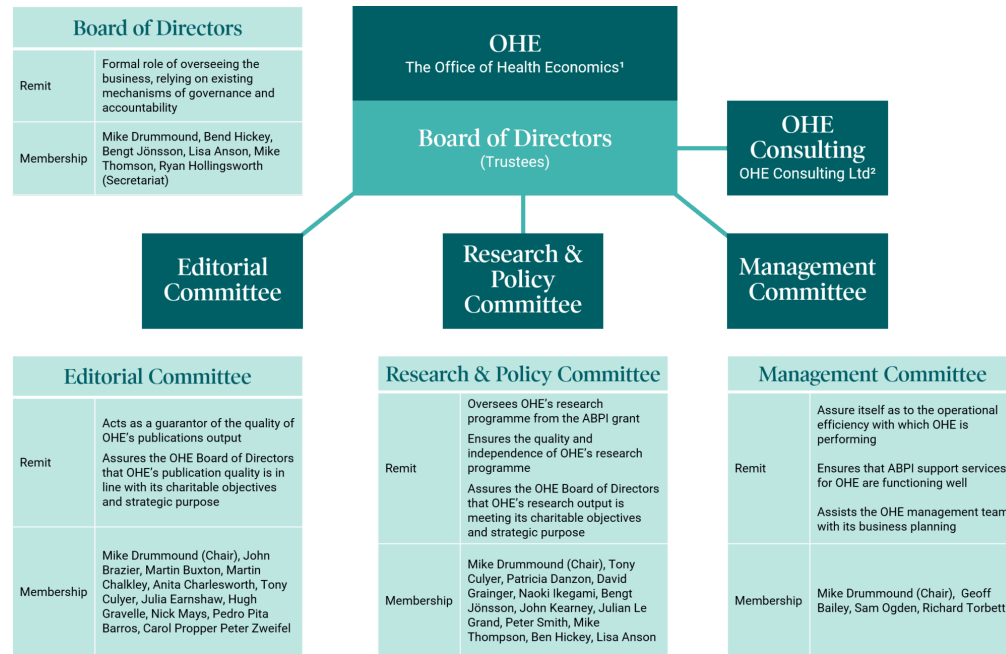 Board of Directors
Remit
Formal role of overseeing the
business, relying on existing
mechanisms of governance and
accountability
Membership
Mike Drummound, Bend Hickey,
Bengt Jönsson, Lisa Anson, Mike
Thomson, Ryan Hollingsworth
(Secretariat)
OHE
The Office of Health Economics¹
Board of Directors
(Trustees)
OHE
Consulting
OHE Consulting Ltd²
Editorial
Committee
Research &
Policy
Committee
Management
Committee
Editorial Committee
Remit
Acts as a guarantor of the quality of
OHE’s publications output
Assures the OHE Board of Directors
that OHE’s publication quality is in
line with its charitable objectives
and strategic purpose
Membership
Mike Drummound (Chair), John
Brazier, Martin Buxton, Martin
Chalkley, Anita Charlesworth, Tony
Culyer, Julia Earnshaw, Hugh
Gravelle, Nick Mays, Pedro Pita
Barros, Carol Propper Peter Zweifel
Research & Policy Committee
Remit
Oversees OHE’s research
programme from the ABPI grant
Ensures the quality and
independence of OHE’s research
programme
Assures the OHE Board of Directors
that OHE’s research output is
meeting its charitable objectives
and strategic purpose
Membership
Mike Drummound (Chair), Tony
Culyer, Patricia Danzon, David
Grainger, Naoki Ikegami, Bengt
Jönsson, John Kearney, Julian Le
Grand, Peter Smith, Mike
Thompson, Ben Hickey, Lisa Anson
Management Committee
Remit
Assure itself as to the operational
efficiency with which OHE is
performing
Ensures that ABPI support services
for OHE are functioning well
Assists the OHE management team
with its business planning
Membership
Mike Drummound (Chair), Geoff
Bailey, Sam Ogden, Richard Torbett